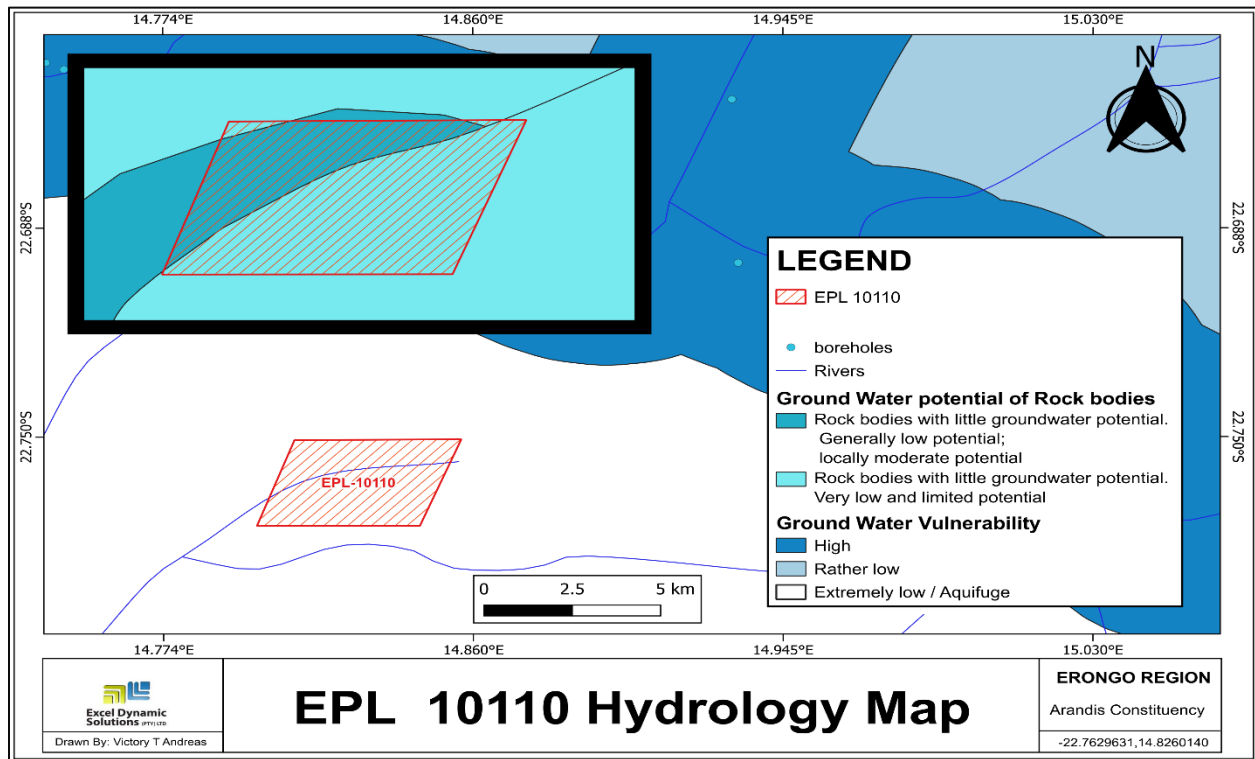 14.774°E
14.860°E
14.945°E
15.030°E
N
22.688°S
22.688°S
LEGEND
EPL 10110
boreholes
Rivers
Ground Water potential of Rock bodies
Rock bodies with little groundwater potential.
Generally low potential;
locally moderate potential
Rock bodies with little groundwater potential.
Very low and limited potential
Ground Water Vulnerability
High
Rather low
Extremely low / Aquifuge
22.750°S
22.750°S
EPL-10110
0 2.5 5 km
14.774°E
14.860°E
14.945°E
15.030°E
Excel Dynamic
Solutions (PTY) LTD
Drawn By: Victory T Andreas
EPL 10110 Hydrology Map
ERONGO REGION
Arandis Constituency
-22.7629631,14.8260140